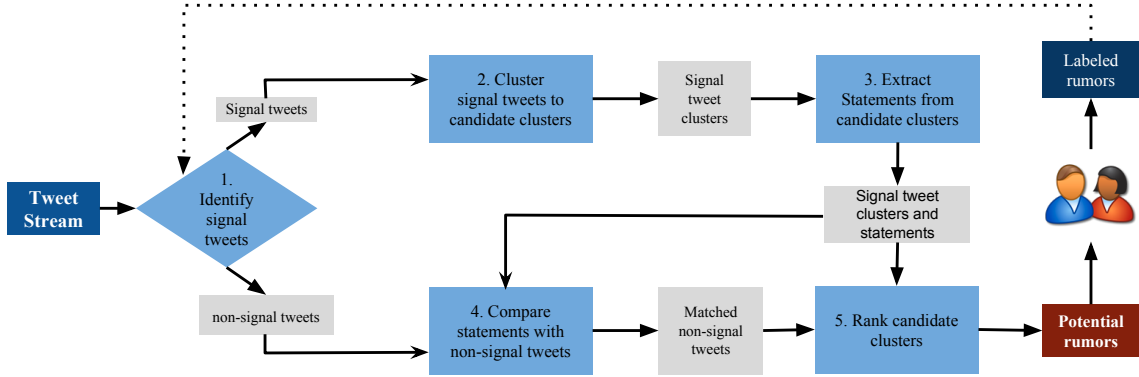 Tweet
Stream
1.
Identify
signal
tweets
Signal tweets
2. Cluster
signal tweets to
candidate clusters
Signal
tweet
clusters
3. Extract
Statements from
candidate clusters
Signal tweet
clusters and
statements
non-signal tweets
4. Compare
statements with
non-signal tweets
Matched
non-signal
tweets
5. Rank candidate
clusters
Potential
rumors
Labeled
rumors